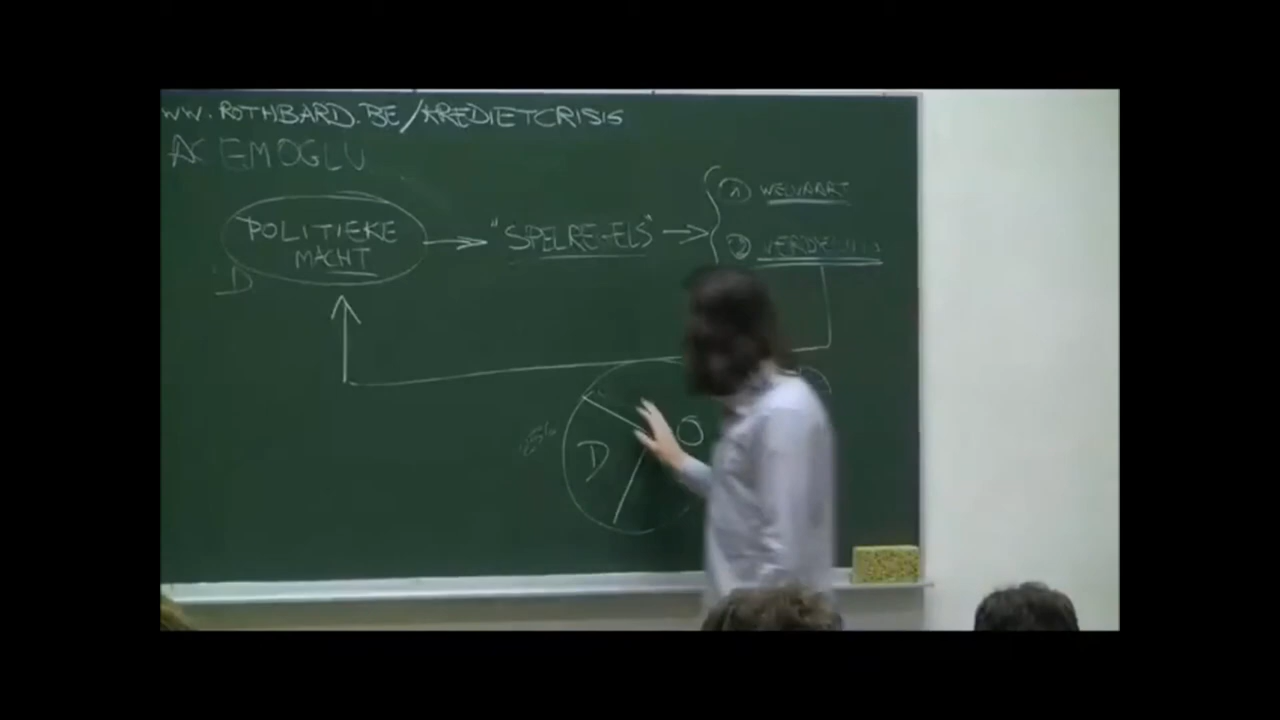 WW.ROTHBARD.BE/KREDIETCRISIS
ACEMOGLU
POLITIEKE
MACHT
"SPELREGELS"
① WELVAART
②
D
D
O